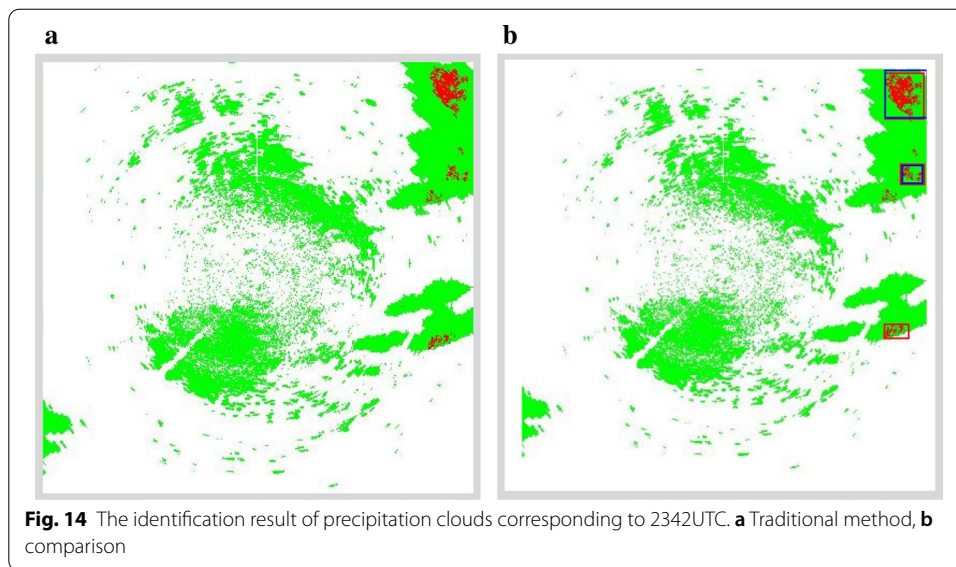 a
b
Fig. 14 The identification result of precipitation clouds corresponding to 2342UTC. a Traditional method, b
comparison